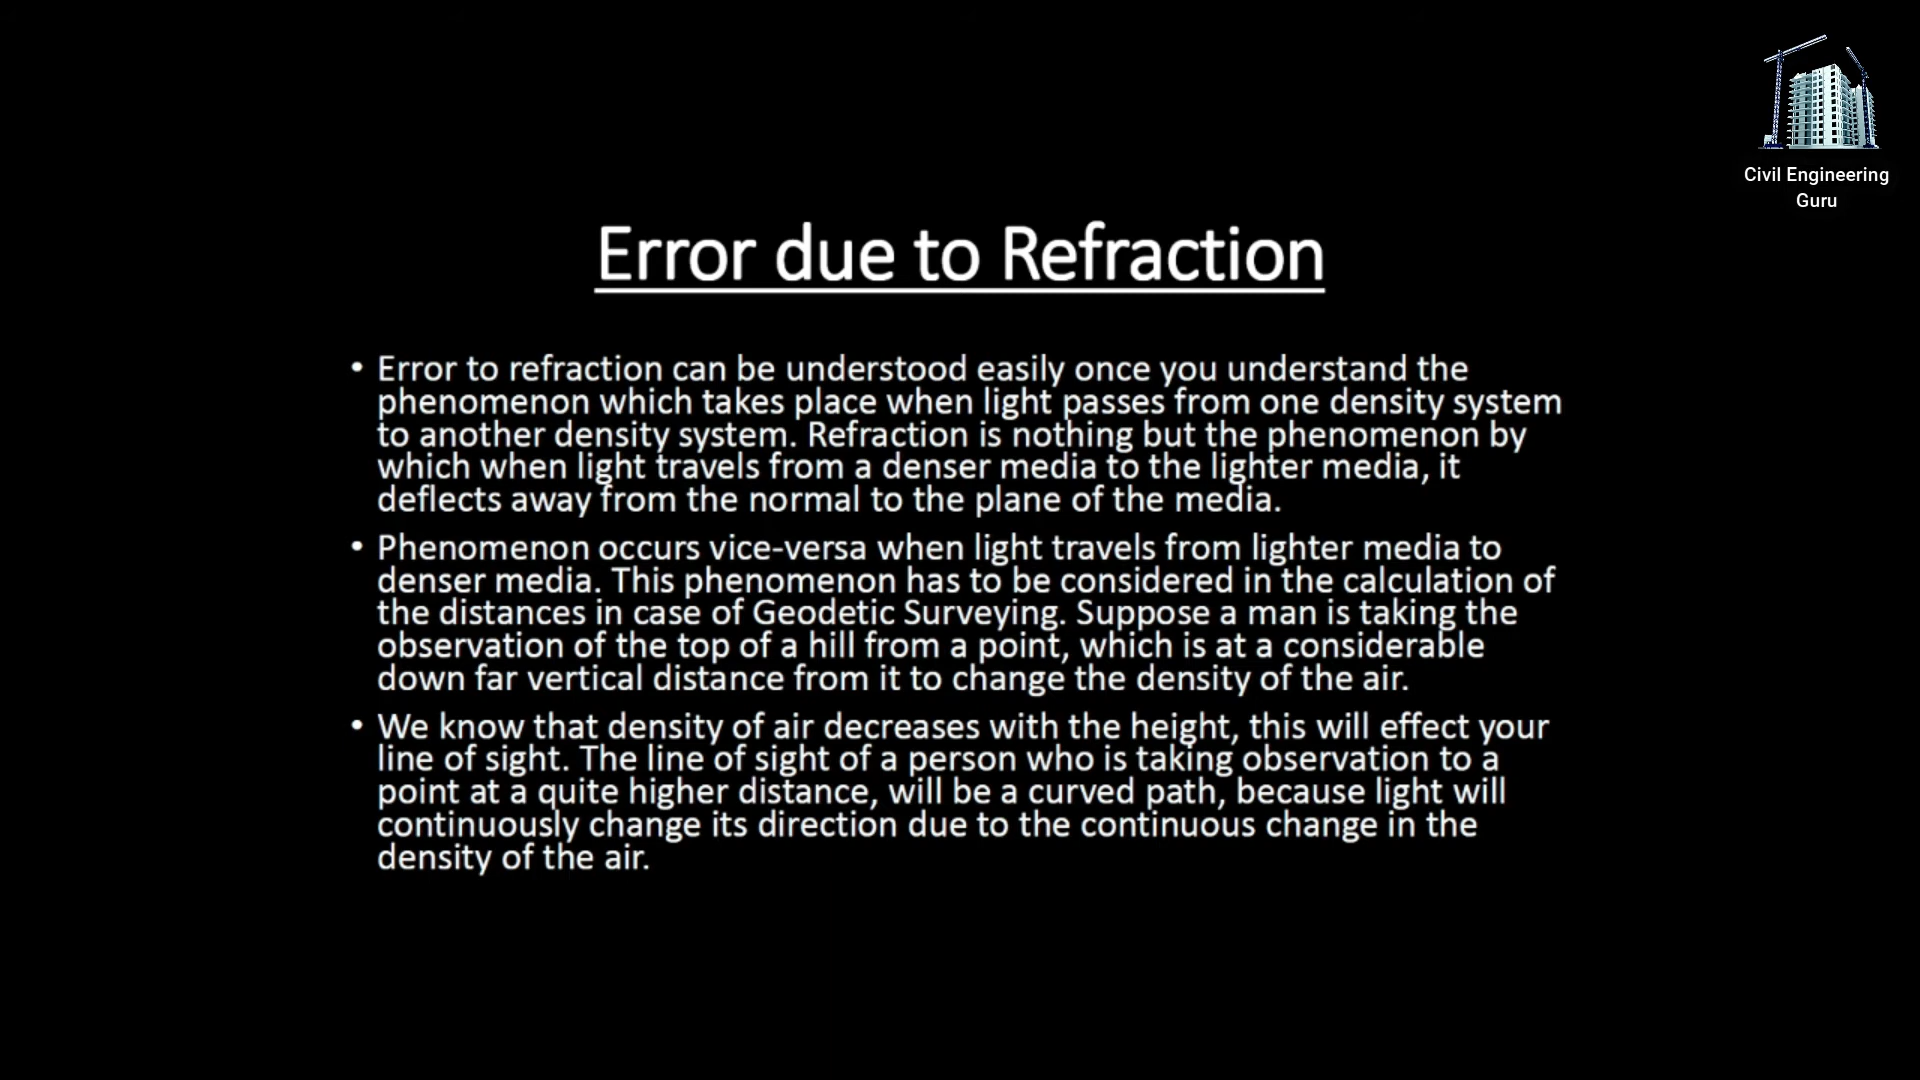 Civil Engineering
Guru
Error due to Refraction
• Error to refraction can be understood easily once you understand the
phenomenon which takes place when light passes from one density system
to another density system. Refraction is nothing but the phenomenon by
which when light travels from a denser media to the lighter media, it
deflects away from the normal to the plane of the media.
• Phenomenon occurs vice-versa when light travels from lighter media to
denser media. This phenomenon has to be considered in the calculation of
the distances in case of Geodetic Surveying. Suppose a man is taking the
observation of the top of a hill from a point, which is at a considerable
down far vertical distance from it to change the density of the air.
• We know that density of air decreases with the height, this will effect your
line of sight. The line of sight of a person who is taking observation to a
point at a quite higher distance, will be a curved path, because light will
continuously change its direction due to the continuous change in the
density of the air.